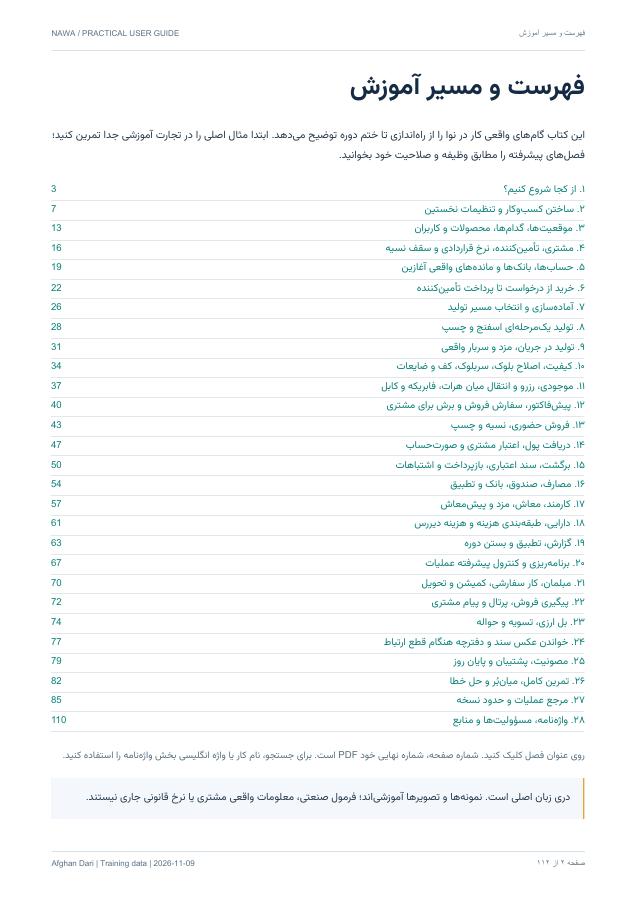 NAWA / PRACTICAL USER GUIDE
فهرست و مسیر آموزش
فهرست و مسیر آموزش
این کتاب گام‌های واقعی کار در نوا را از راه‌اندازی تا ختم دوره توضیح می‌دهد. ابتدا مثال اصلی را در تجارت آموزشی جدا تمرین کنید؛
فصل‌های پیشرفته را مطابق وظیفه و صلاحیت خود بخوانید.
۱. از کجا شروع کنیم؟ 3
۲. ساختن کسب‌وکار و تنظیمات نخستین 7
۳. موقعیت‌ها، گدام‌ها، محصولات و کاربران 13
۴. مشتری، تأمین‌کننده، نرخ قراردادی و سقف نسیه 16
۵. حساب‌ها، بانک‌ها و مانده‌های واقعی آغازین 19
۶. خرید از درخواست تا پرداخت تأمین‌کننده 22
۷. آماده‌سازی و انتخاب مسیر تولید 26
۸. تولید یک‌مرحله‌ای اسفنج و چسپ 28
۹. تولید در جریان، مزد و سربار واقعی 31
۱۰. کیفیت، اصلاح بلوک، سربلوک، کف و ضایعات 34
۱۱. موجودی، رزرو و انتقال میان هرات، فابریکه و کابل 37
۱۲. پیش‌فاکتور، سفارش فروش و برش برای مشتری 40
۱۳. فروش حضوری، نسیه و چسپ 43
۱۴. دریافت پول، اعتبار مشتری و صورت‌حساب 47
۱۵. برگشت، سند اعتباری، بازپرداخت و اشتباهات 50
۱۶. مصارف، صندوق، بانک و تطبیق 54
۱۷. کارمند، معاش، مزد و پیش‌معاش 57
۱۸. دارایی، طبقه‌بندی هزینه و هزینه دیررس 61
۱۹. گزارش، تطبیق و بستن دوره 63
۲۰. برنامه‌ریزی و کنترول پیشرفته عملیات 67
۲۱. مبلمان، کار سفارشی، کمیشن و تحویل 70
۲۲. پیگیری فروش، پرتال و پیام مشتری 72
۲۳. بل ارزی، تسویه و حواله 74
۲۴. خواندن عکس سند و دفترچه هنگام قطع ارتباط 77
۲۵. مصونیت، پشتیبان و پایان روز 79
۲۶. تمرین کامل، میان‌بُر و حل خطا 82
۲۷. مرجع عملیات و حدود نسخه 85
۲۸. واژه‌نامه، مسؤولیت‌ها و منابع 110
روی عنوان فصل کلیک کنید. شماره صفحه، شماره نهایی خود PDF است. برای جستجو، نام کار یا واژه انگلیسی بخش واژه‌نامه را استفاده کنید.
دری زبان اصلی است. نمونه‌ها و تصویرها آموزشی‌اند؛ فرمول صنعتی، معلومات واقعی مشتری یا نرخ قانونی جاری نیستند.
Afghan Dari | Training data | 2026-11-09
صفحه ۲ از ۱۱۲